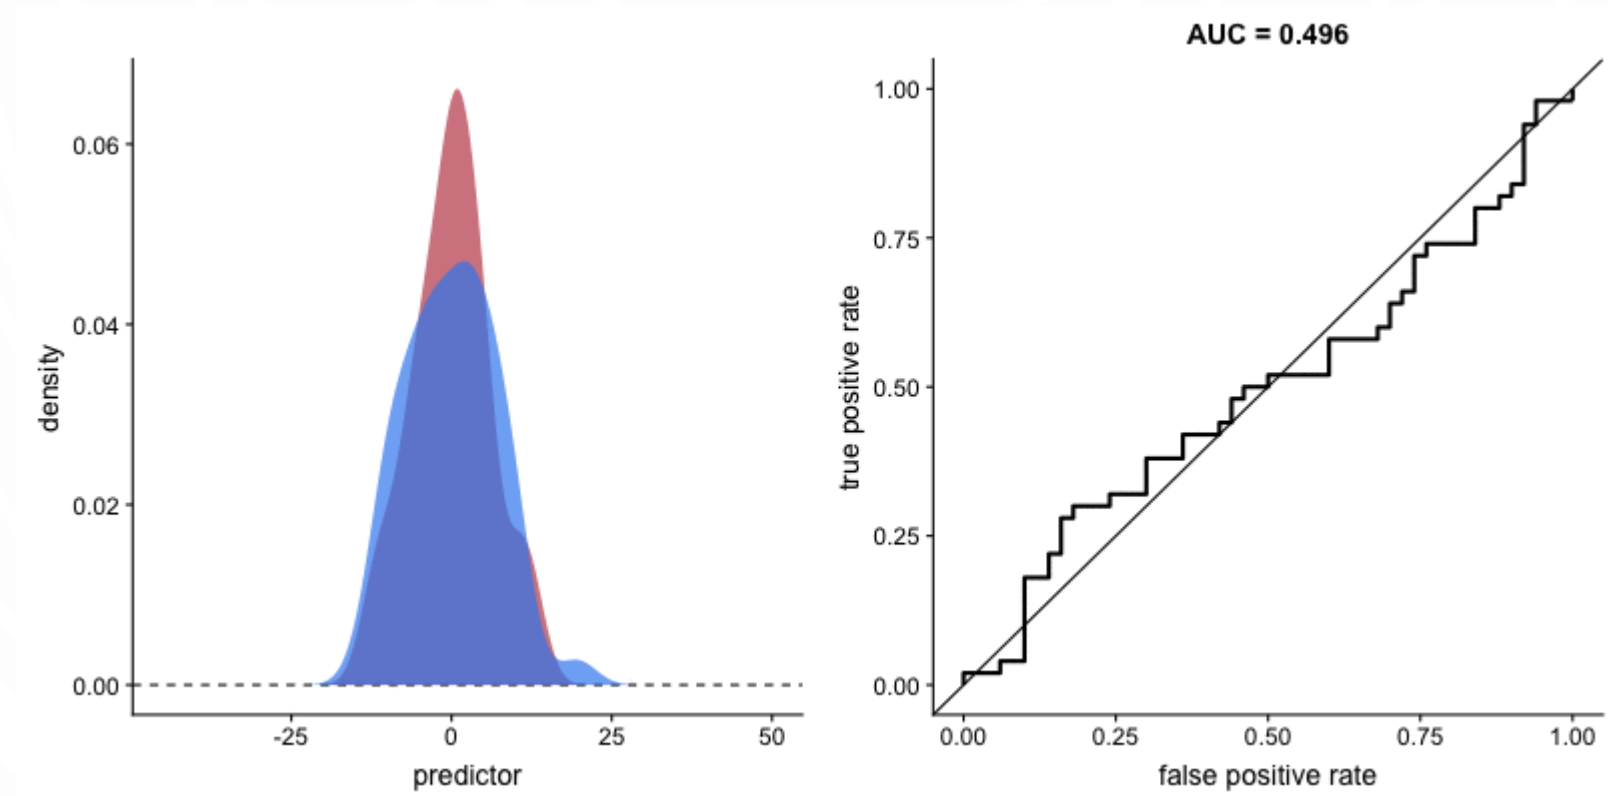 AUC = 0.496
density
0.06
0.04
0.02
0.00
-25 0 25 50
predictor
true positive rate
1.00
0.75
0.50
0.25
0.00
0.00 0.25 0.50 0.75 1.00
false positive rate